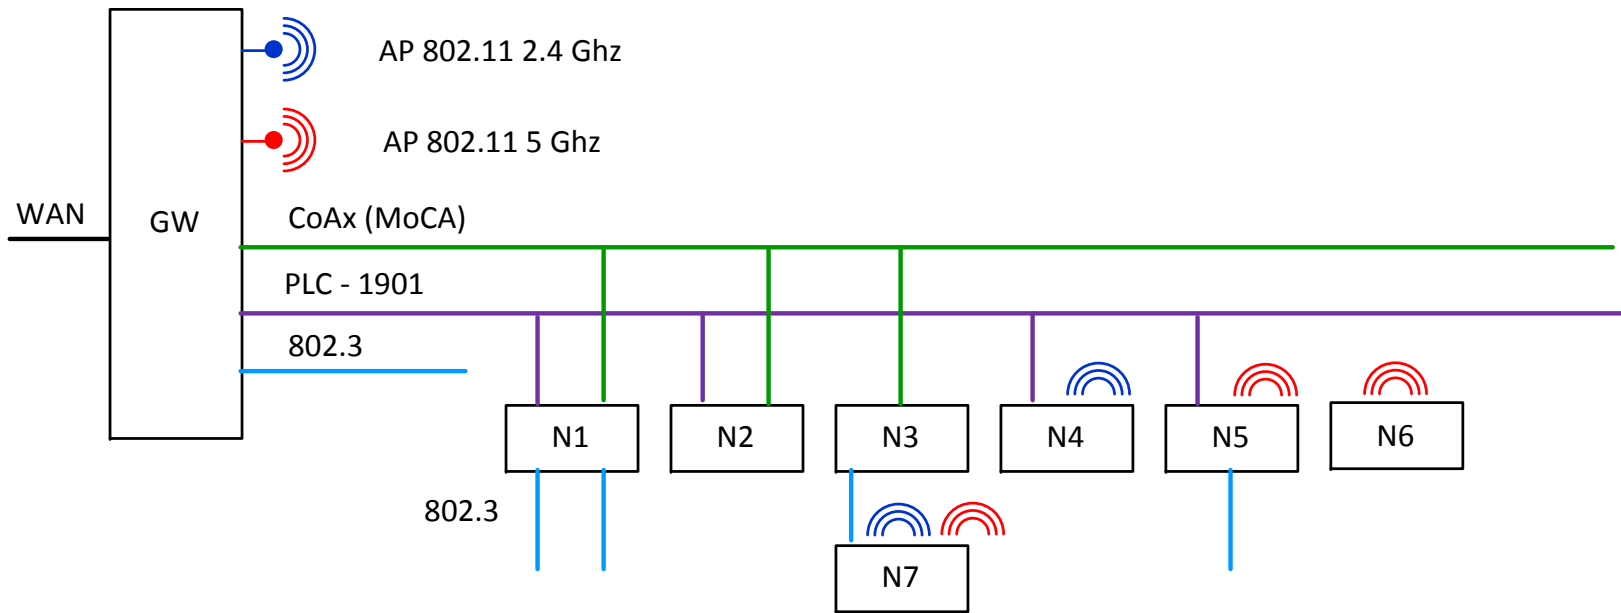 AP 802.11 2.4 Ghz
AP 802.11 5 Ghz
WAN
GW
CoAx (MoCA)
PLC - 1901
802.3
N1
N2
N3
N4
N5
N6
802.3
N7